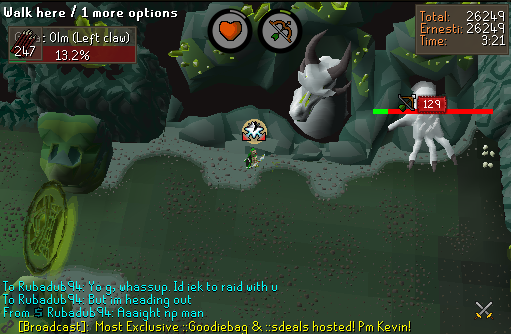 Walk here / 1 more options
Olm (Left claw)
247
13.2%
Total: 26249
Ernesti: 26249
Time: 3:21
129
To Rubadub94: Yo g, whassup. Id iek to raid with u
To Rubadub94: But im heading out
From S Rubadub94: Aaaight np man
[Broadcast]: Most Exclusive ::Goodiebag & ::sdeals hosted! Pm Kevin!